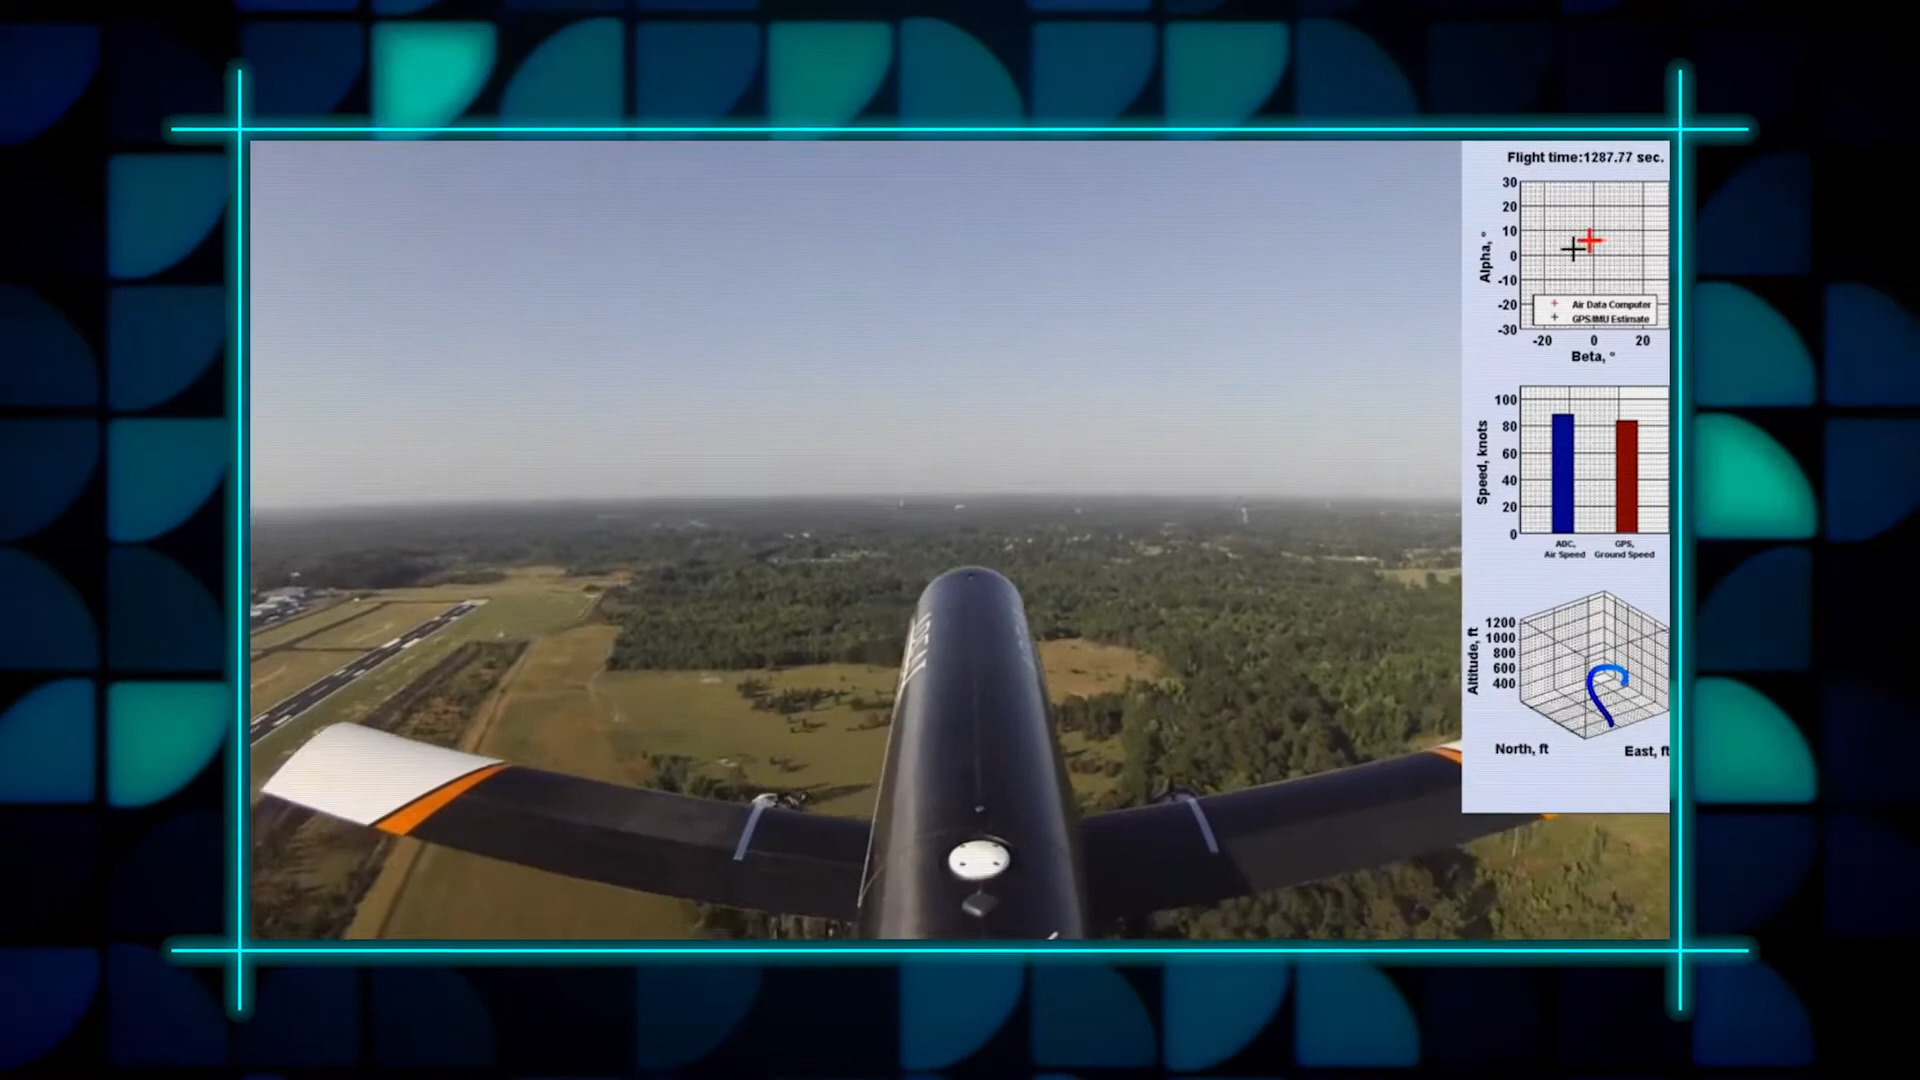 Flight time:1287.77 sec.
30
20
10
0
-10
-20
-30
Alpha, °
Air Data Computer
GPS/IMU Estimate
-20 0 20
Beta, °
100
80
60
40
20
0
Speed, knots
ADC,
Air Speed
GPS,
Ground Speed
1200
1000
800
600
400
Altitude, ft
North, ft
East, ft